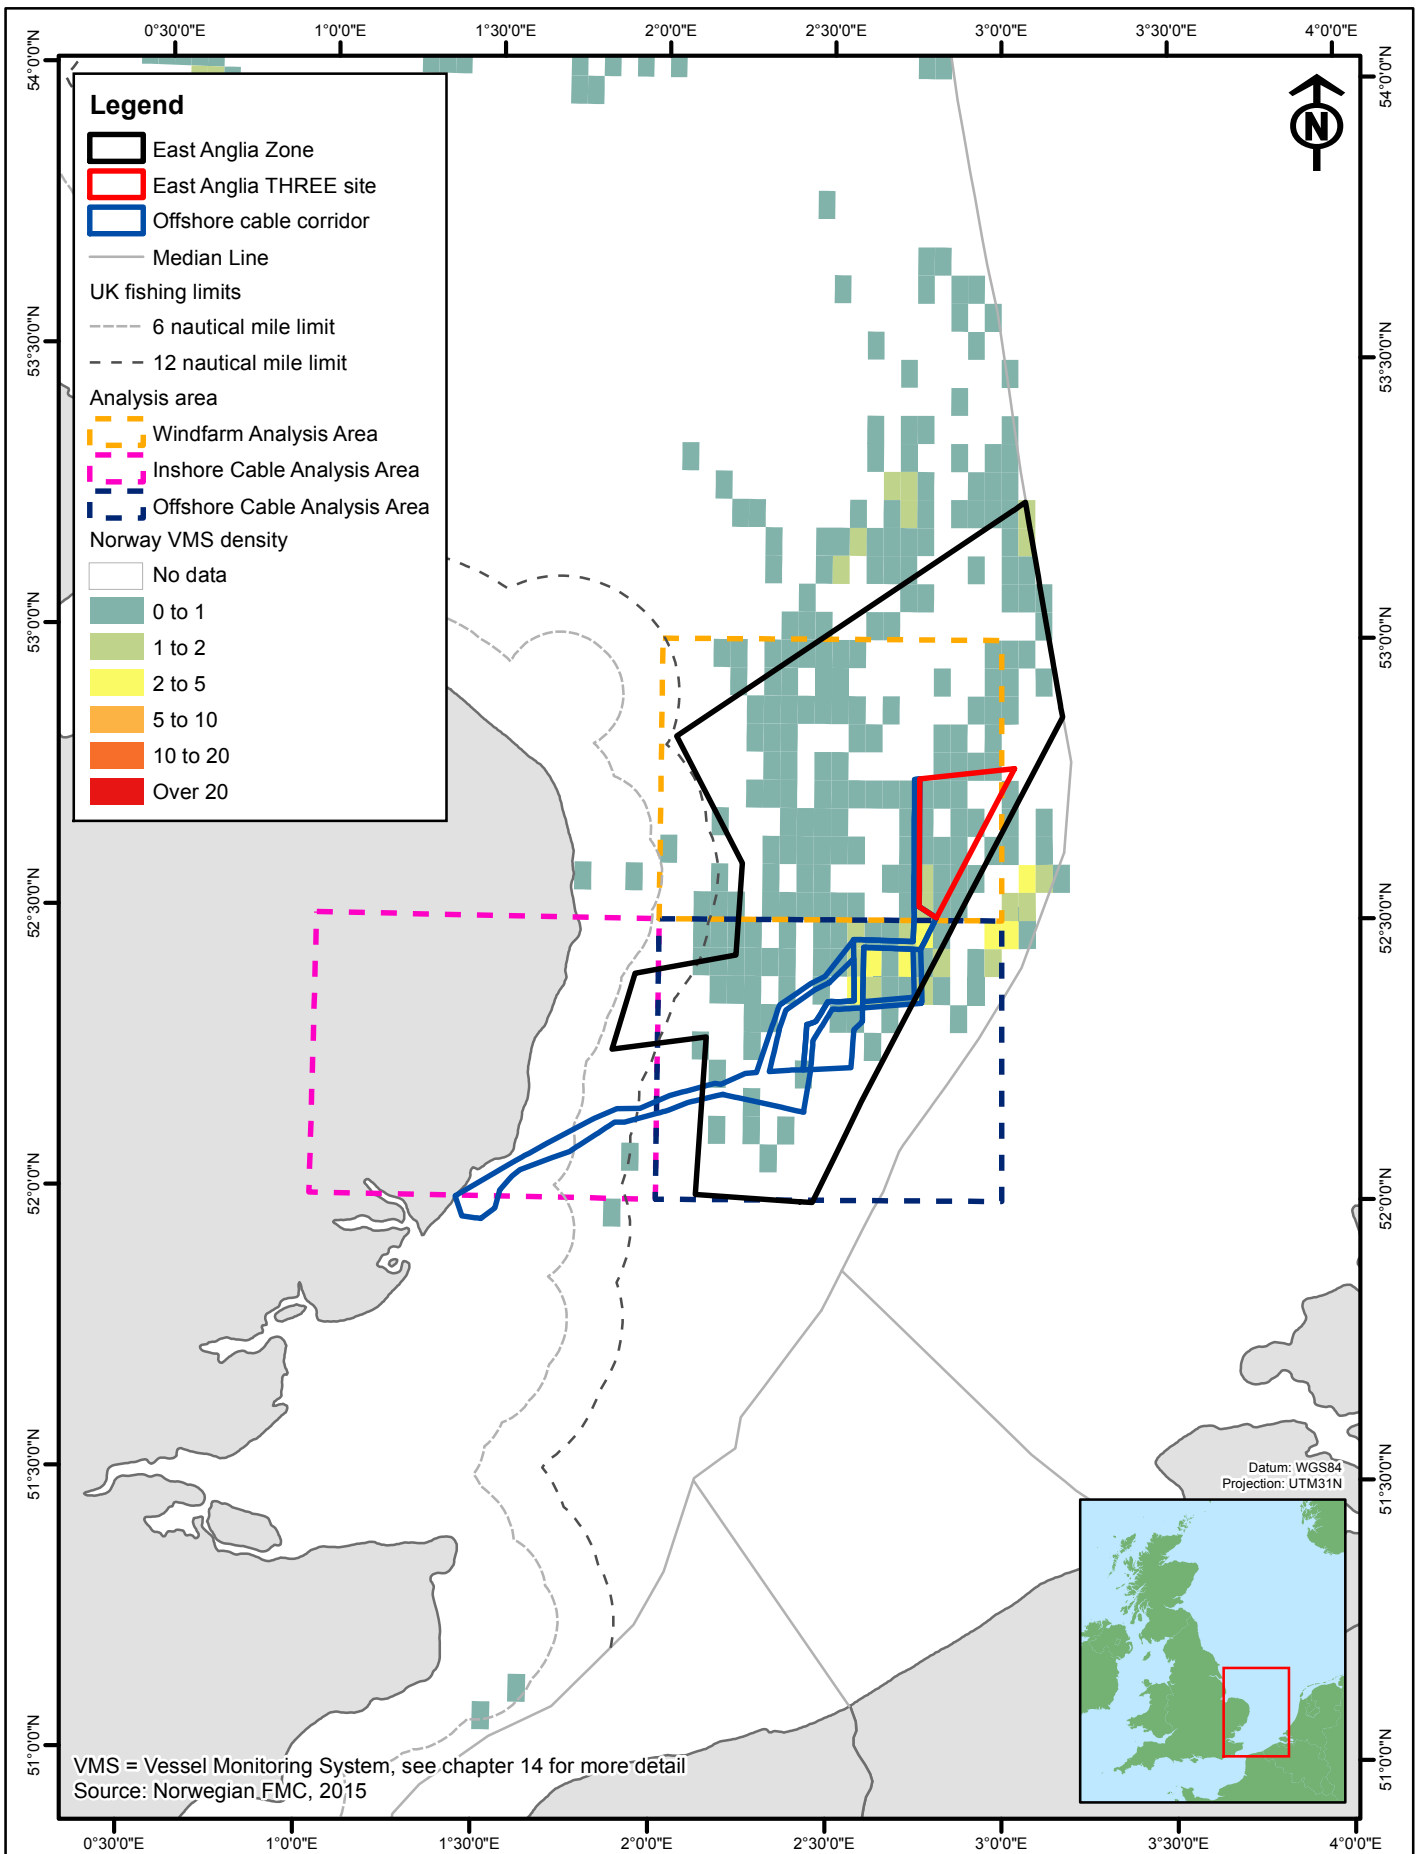 0°30'0"E 1°0'0"E 1°30'0"E 2°0'0"E 2°30'0"E 3°0'0"E 3°30'0"E 4°0'0"E
54°0'0"N
54°0'0"N
N
Legend
East Anglia Zone
East Anglia THREE site
Offshore cable corridor
Median Line
UK fishing limits
6 nautical mile limit
12 nautical mile limit
Analysis area
Windfarm Analysis Area
Inshore Cable Analysis Area
Offshore Cable Analysis Area
Norway VMS density
No data
0 to 1
1 to 2
2 to 5
5 to 10
10 to 20
Over 20
53°30'0"N
53°30'0"N
53°0'0"N
53°0'0"N
52°30'0"N
52°30'0"N
52°0'0"N
52°0'0"N
51°30'0"N
51°30'0"N
Datum: WGS84
Projection: UTM31N
51°0'0"N
51°0'0"N
VMS = Vessel Monitoring System, see chapter 14 for more detail
Source: Norwegian FMC, 2015
0°30'0"E 1°0'0"E 1°30'0"E 2°0'0"E 2°30'0"E 3°0'0"E 3°30'0"E 4°0'0"E